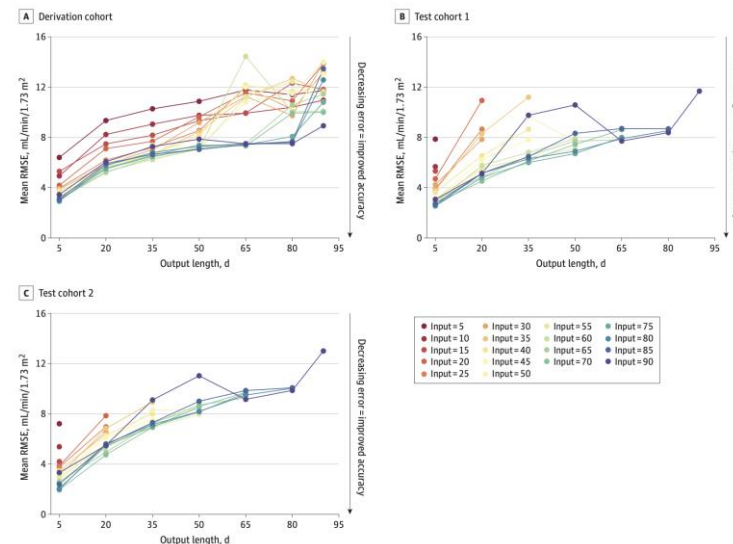 A Derivation cohort
16
12
8
4
0
Mean RMSE, mL/min/1.73 m²
5 20 35 50 65 80 95
Output length, d
Decreasing error = improved accuracy
B Test cohort 1
16
12
8
4
0
Mean RMSE, mL/min/1.73 m²
5 20 35 50 65 80 95
Output length, d
C Test cohort 2
16
12
8
4
0
Mean RMSE, mL/min/1.73 m²
5 20 35 50 65 80 95
Output length, d
Decreasing error = improved accuracy
Input=5 Input=30 Input=55 Input=75
Input=10 Input=35 Input=60 Input=80
Input=15 Input=40 Input=65 Input=85
Input=20 Input=45 Input=70 Input=90
Input=25 Input=50